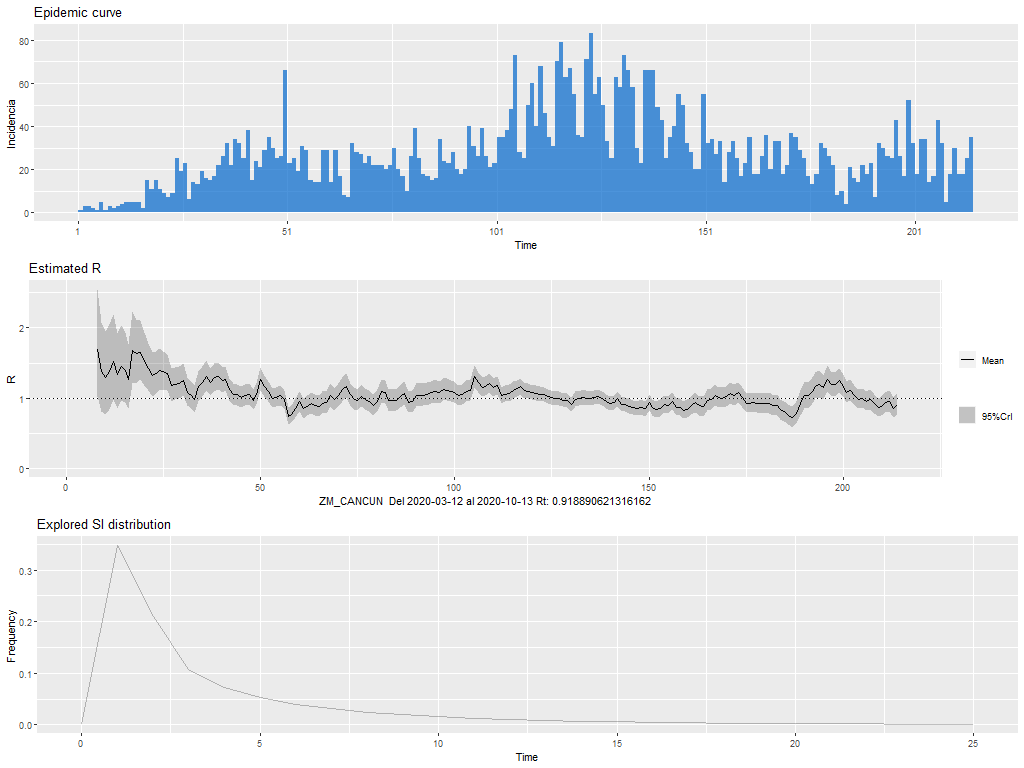 Epidemic curve
80
60
40
20
0
Incidencia
1 51 101 151 201
Time
Estimated R
2
1
0
R
0 50 100 150 200
ZM_CANCUN Del 2020-03-12 al 2020-10-13 Rt: 0.918890621316162
Mean
95%CrI
Explored SI distribution
0.3
0.2
0.1
0.0
Frequency
0 5 10 15 20 25
Time